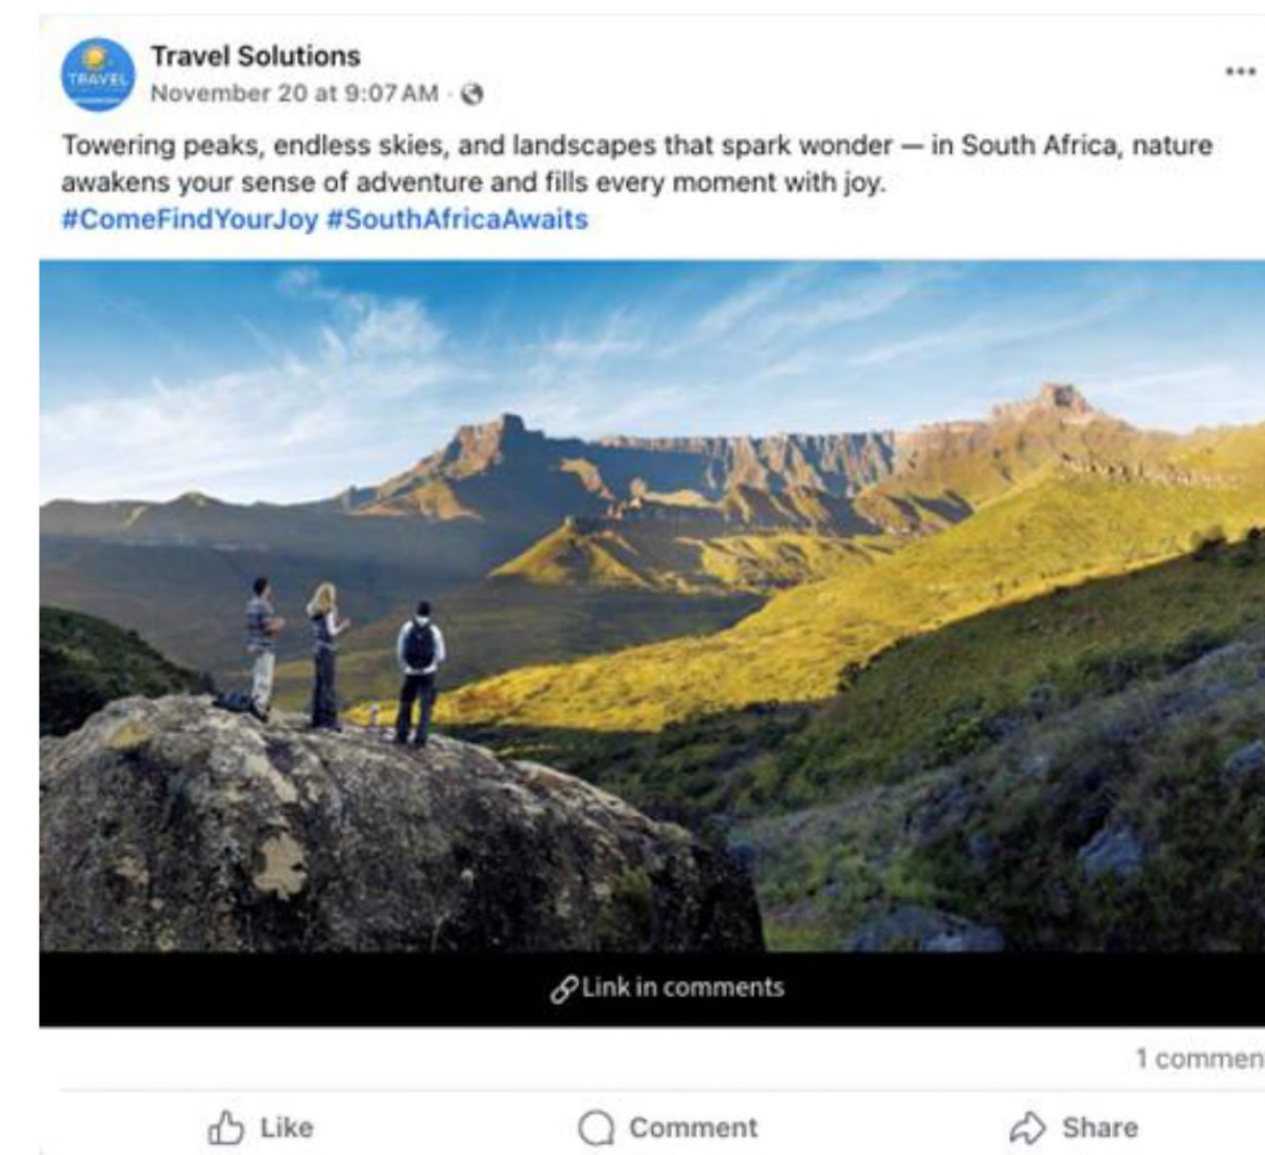 Travel Solutions
November 20 at 9:07 AM ·
TRAVEL
Towering peaks, endless skies, and landscapes that spark wonder — in South Africa, nature
awakens your sense of adventure and fills every moment with joy.
#ComeFindYourJoy #SouthAfricaAwaits
Link in comments
1 commen
Like
Comment
Share